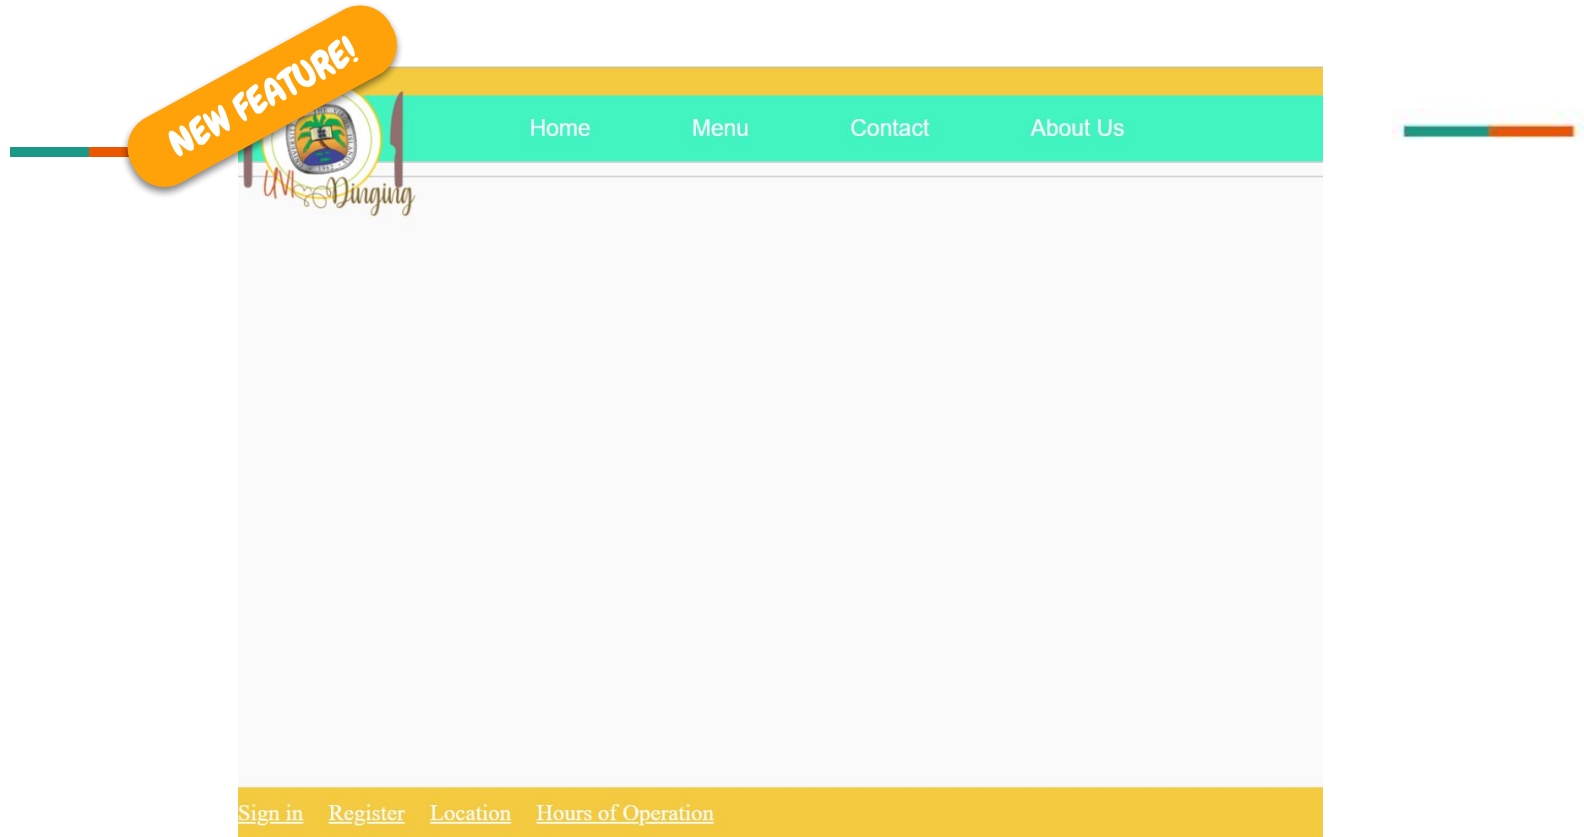 NEW FEATURE!
Home Menu Contact About Us
UVI Dinging
Sign in Register Location Hours of Operation